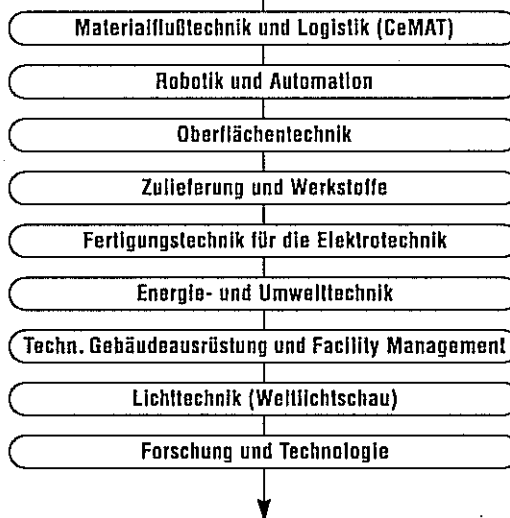 Materialflußtechnik und Logistik (CeMAT)
Robotik und Automation
Oberflächentechnik
Zulieferung und Werkstoffe
Fertigungstechnik für die Elektrotechnik
Energie- und Umwelttechnik
Techn. Gebäudeausrüstung und Facility Management
Lichttechnik (Weltlichtschau)
Forschung und Technologie